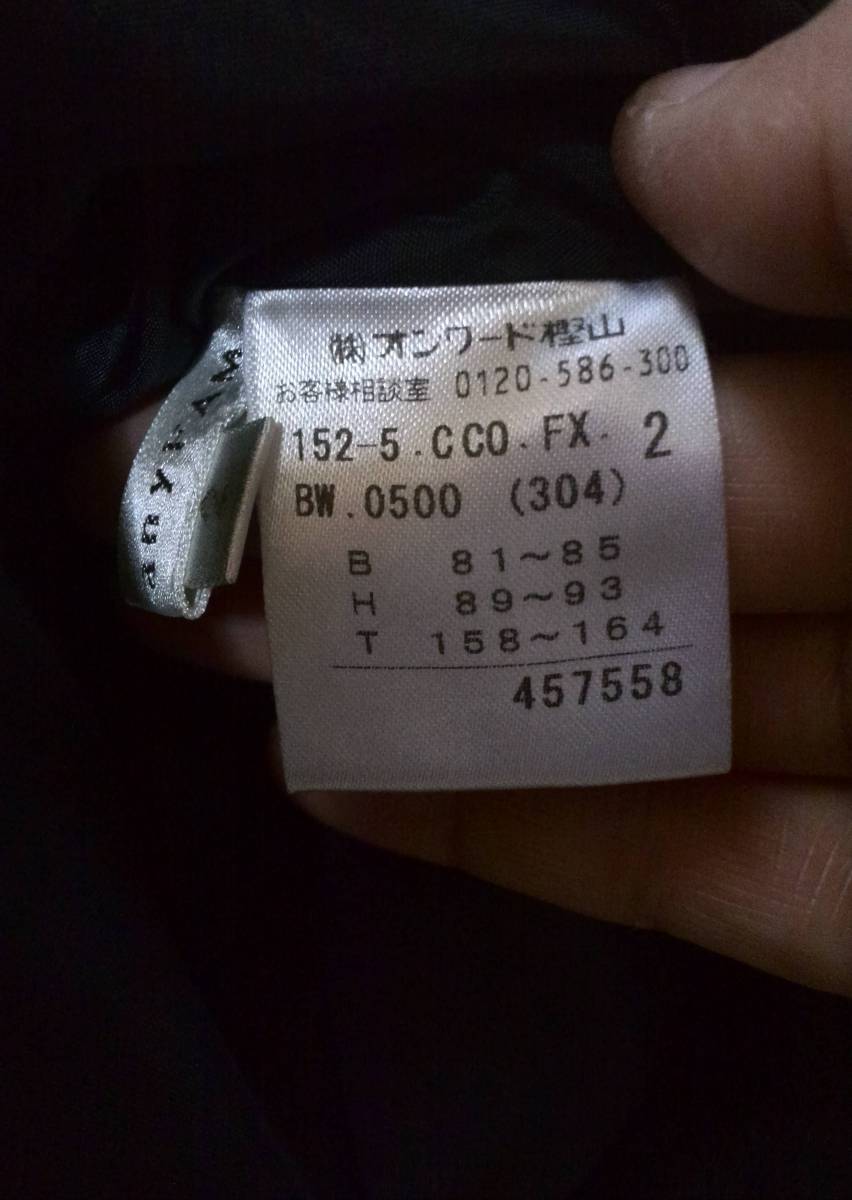 ㈱オンワード樫山
お客様相談室 0120-586-300
152-5.CCO.FX. 2
BW.0500 (304)
B 81～85
H 89～93
T 158～164
457558
anyFAM